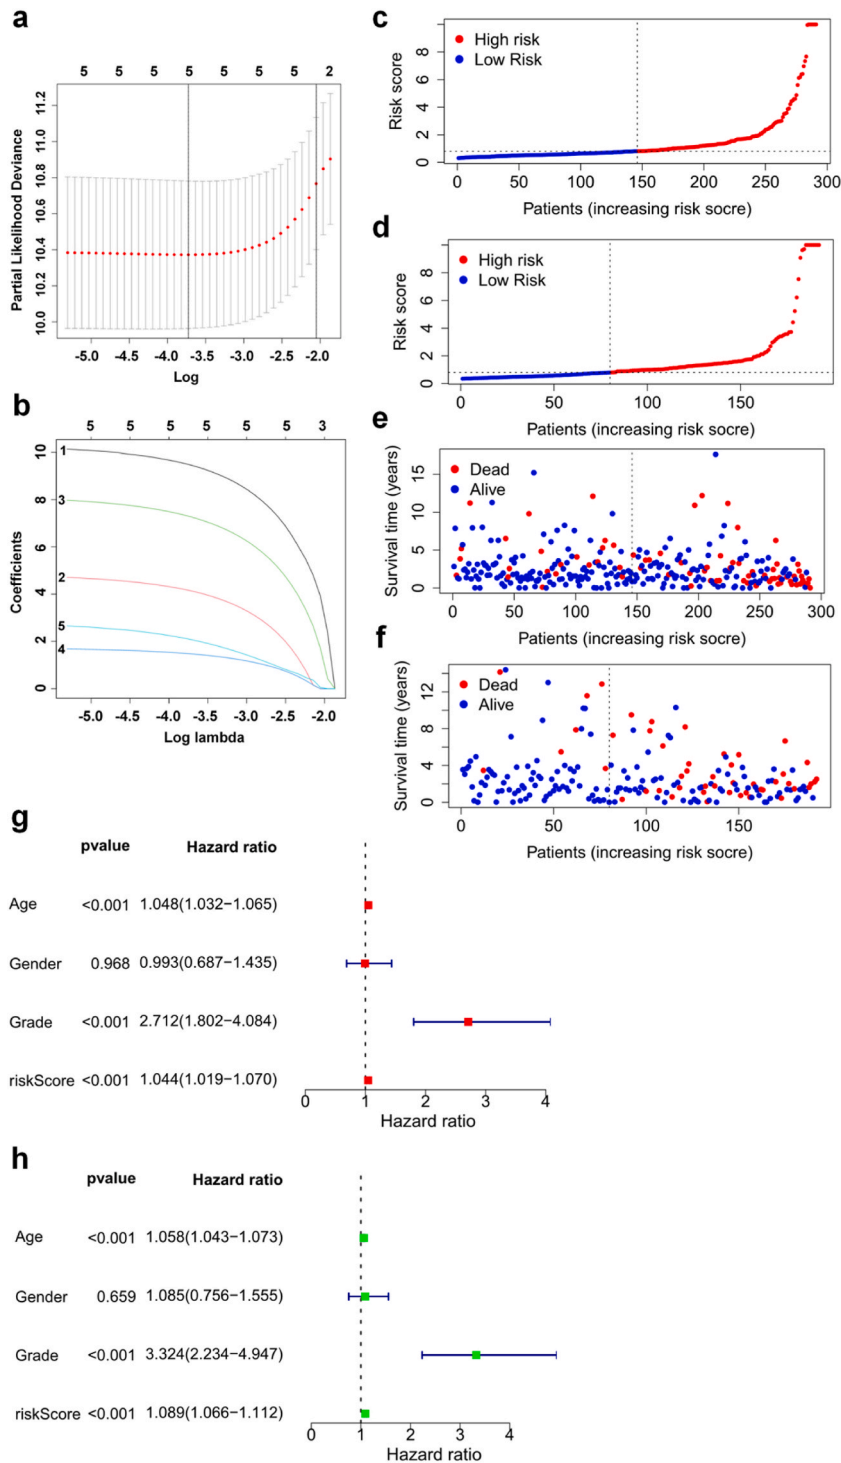 a
5 5 5 5 5 5 5 2
Partial Likelihood Deviance
11.2
11.0
10.8
10.6
10.4
10.2
10.0
-5.0 -4.5 -4.0 -3.5 -3.0 -2.5 -2.0
Log
b
5 5 5 5 5 5 3
Coefficients
10
8
6
4
2
0
1
3
2
5
4
-5.0 -4.5 -4.0 -3.5 -3.0 -2.5 -2.0
Log lambda
c
Risk score
8
6
4
2
0
High risk
Low Risk
0 50 100 150 200 250 300
Patients (increasing risk socre)
d
Risk score
8
6
4
2
0
High risk
Low Risk
0 50 100 150
Patients (increasing risk socre)
e
Survival time (years)
15
10
5
0
Dead
Alive
0 50 100 150 200 250 300
Patients (increasing risk socre)
f
Survival time (years)
12
8
4
0
Dead
Alive
0 50 100 150
Patients (increasing risk socre)
g
pvalue Hazard ratio
Age <0.001 1.048(1.032−1.065)
Gender 0.968 0.993(0.687−1.435)
Grade <0.001 2.712(1.802−4.084)
riskScore <0.001 1.044(1.019−1.070)
0 1 2 3 4
Hazard ratio
h
pvalue Hazard ratio
Age <0.001 1.058(1.043−1.073)
Gender 0.659 1.085(0.756−1.555)
Grade <0.001 3.324(2.234−4.947)
riskScore <0.001 1.089(1.066−1.112)
0 1 2 3 4
Hazard ratio